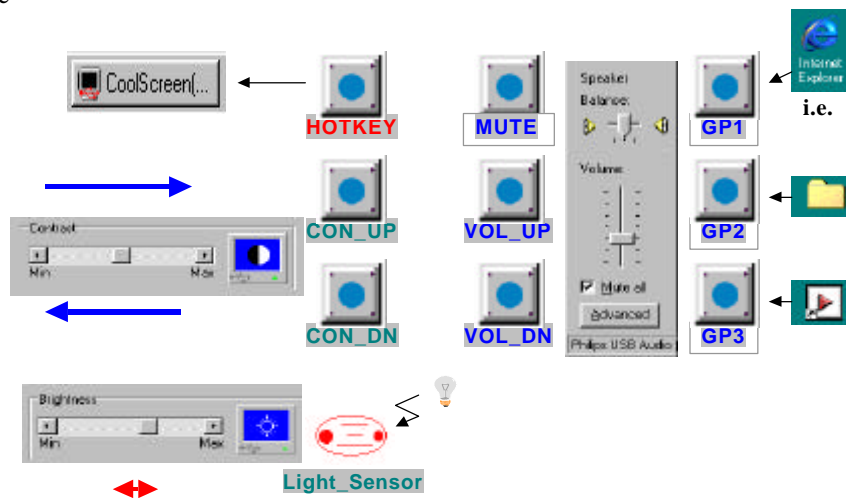 Internet
Explorer
i.e.
CoolScreen(...
HOTKEY
MUTE
Speaker
Balance:
GP1
Contrast
Min
Max
CON_UP
VOL_UP
Volume:
GP2
CON_DN
VOL_DN
Mute all
Advanced
Philips USB Audio
GP3
Brightness
Min
Max
Light_Sensor